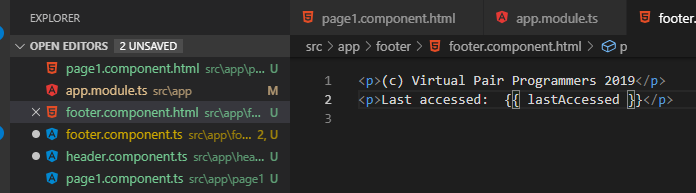 EXPLORER
OPEN EDITORS 2 UNSAVED
page1.component.html src\app\p... U
app.module.ts src\app M
footer.component.html src\app\f... U
footer.component.ts src\app\fo... 2, U
header.component.ts src\app\hea... U
page1.component.ts src\app\page1 U
page1.component.html app.module.ts footer
src > app > footer > footer.component.html > p
1 <p>(c) Virtual Pair Programmers 2019</p>
2 <p>Last accessed:  {{ lastAccessed }}</p>
3